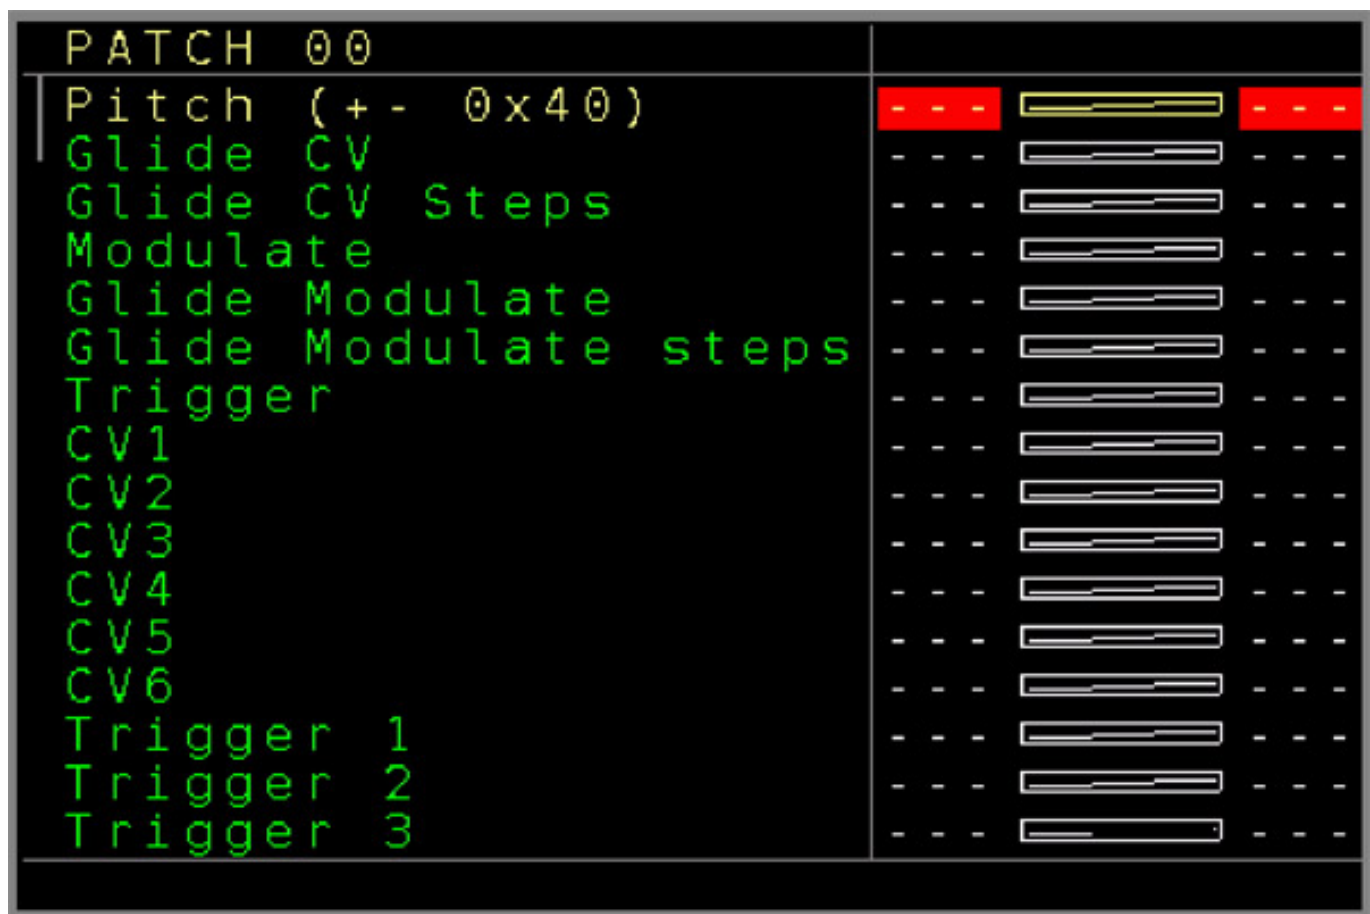 PATCH 00
Pitch (+- 0x40) --- ---
Glide CV --- ---
Glide CV Steps --- ---
Modulate --- ---
Glide Modulate --- ---
Glide Modulate steps --- ---
Trigger --- ---
CV1 --- ---
CV2 --- ---
CV3 --- ---
CV4 --- ---
CV5 --- ---
CV6 --- ---
Trigger 1 --- ---
Trigger 2 --- ---
Trigger 3 --- ---